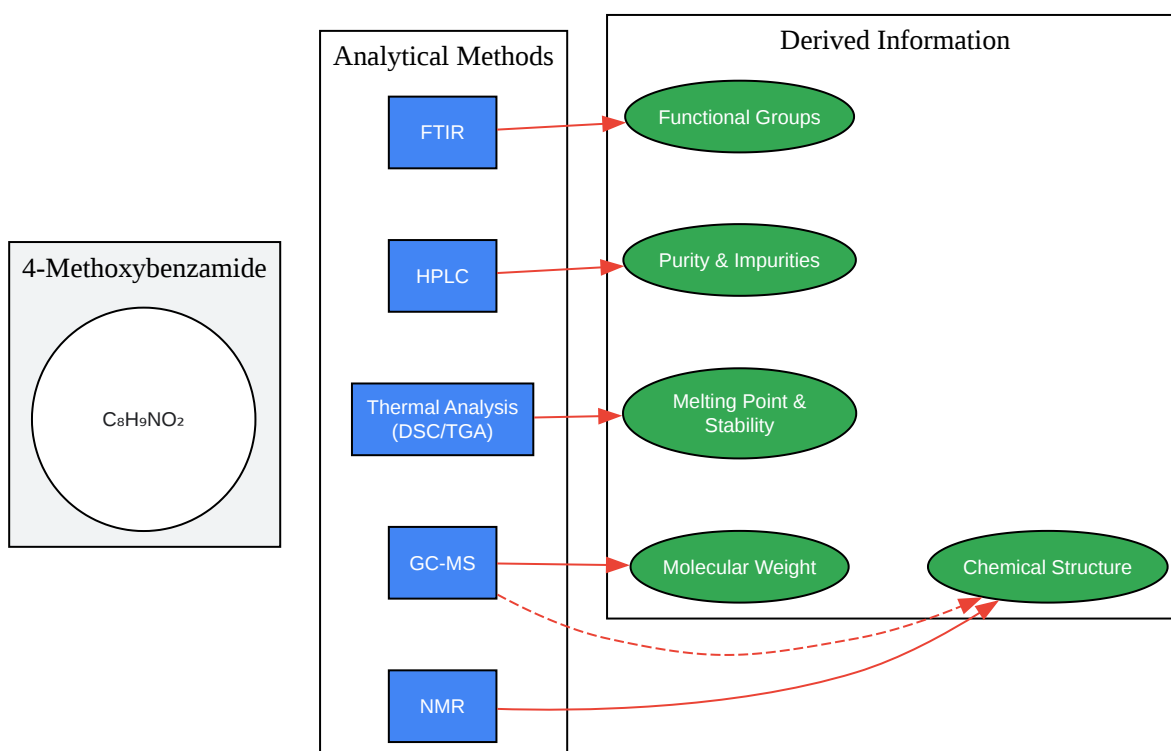 4-Methoxybenzamide
C₈H₉NO₂
Analytical Methods
FTIR
HPLC
Thermal Analysis
(DSC/TGA)
GC-MS
NMR
Derived Information
Functional Groups
Purity & Impurities
Melting Point &
Stability
Molecular Weight
Chemical Structure